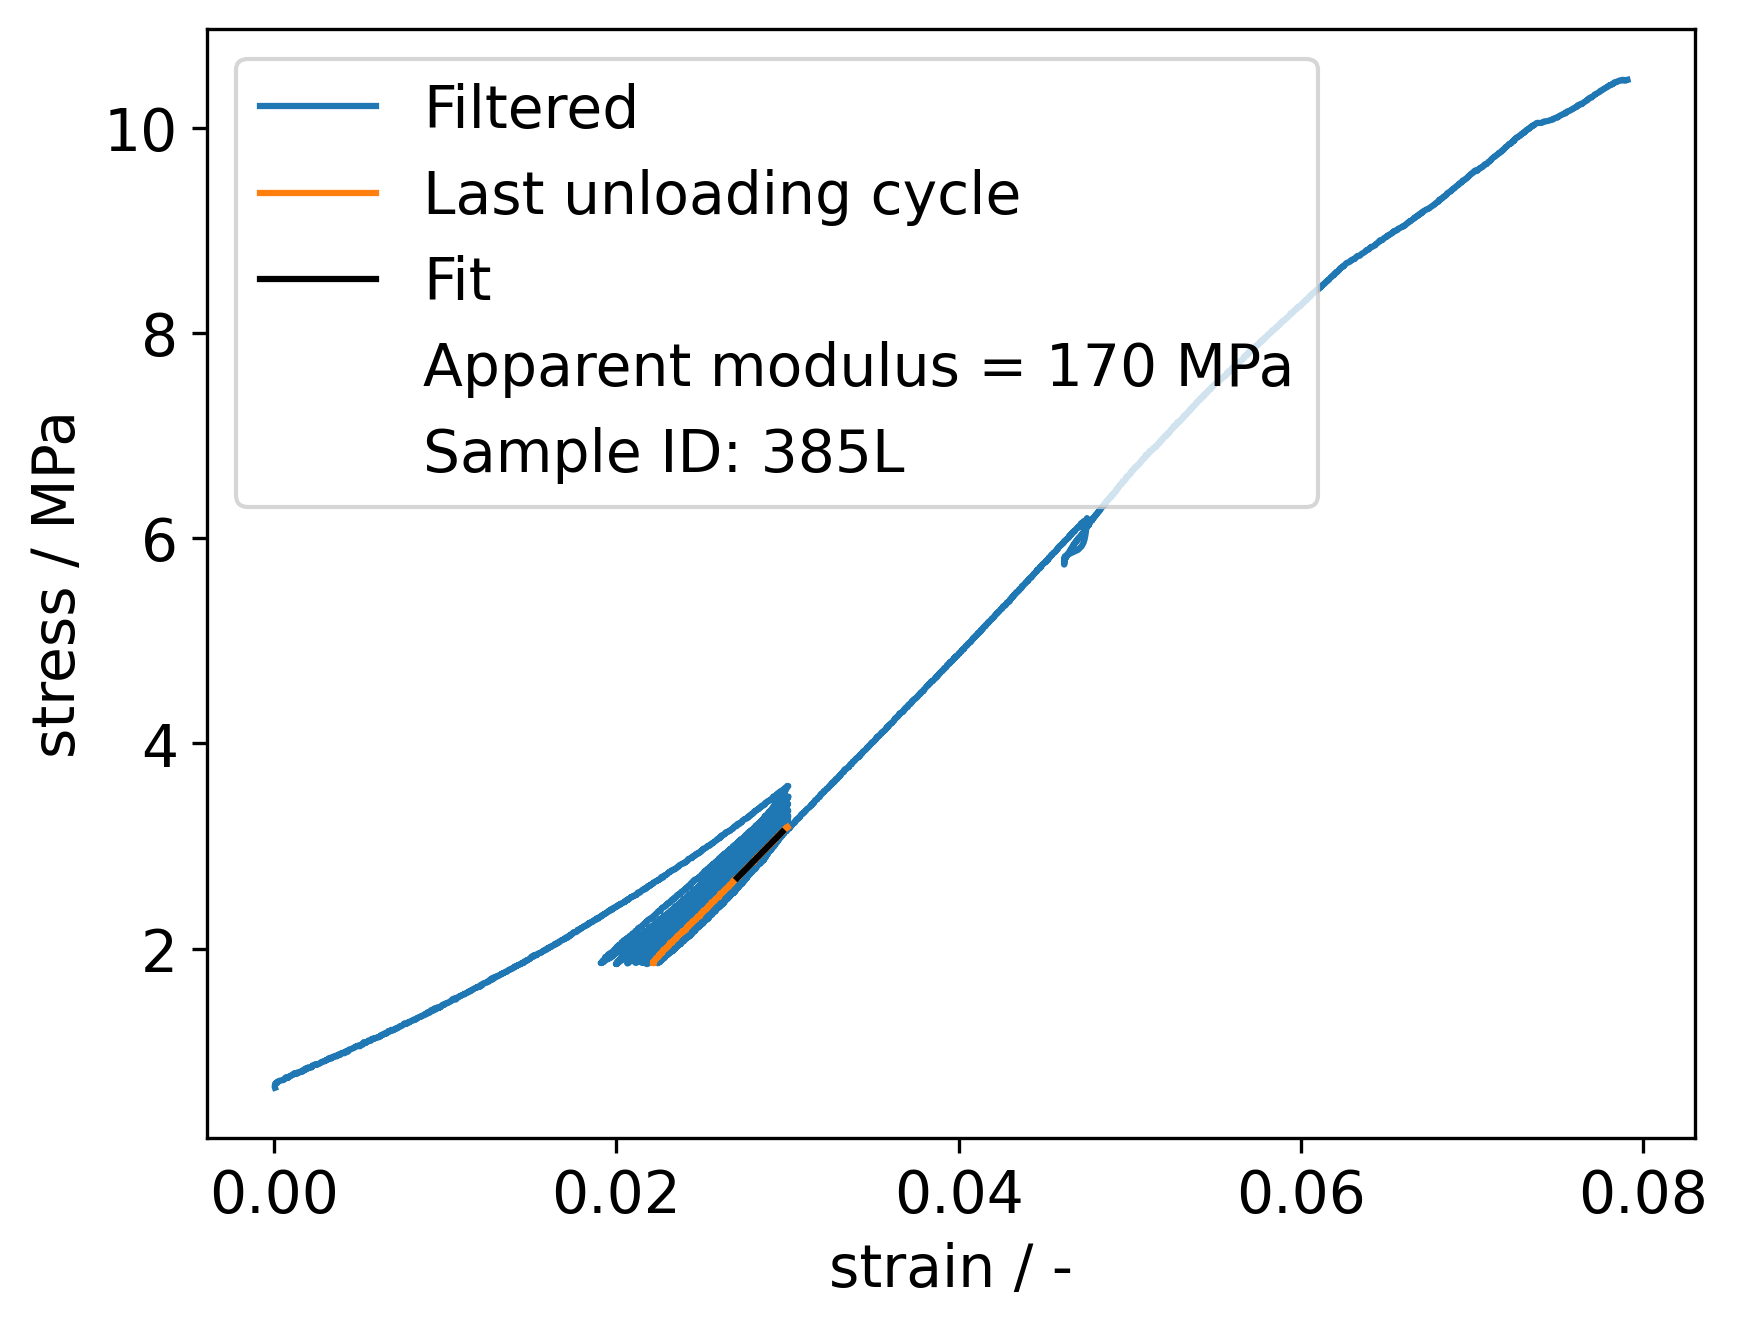 Filtered
Last unloading cycle
Fit
Apparent modulus = 170 MPa
Sample ID: 385L
10
8
6
4
2
stress / MPa
0.00 0.02 0.04 0.06 0.08
strain / -